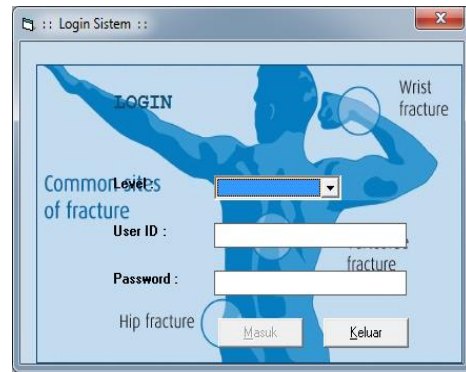 :: Login Sistem ::
LOGIN
Wrist
fracture
Common sites
of fracture
Level :
User ID :
fracture
Password :
Hip fracture
Masuk
Keluar